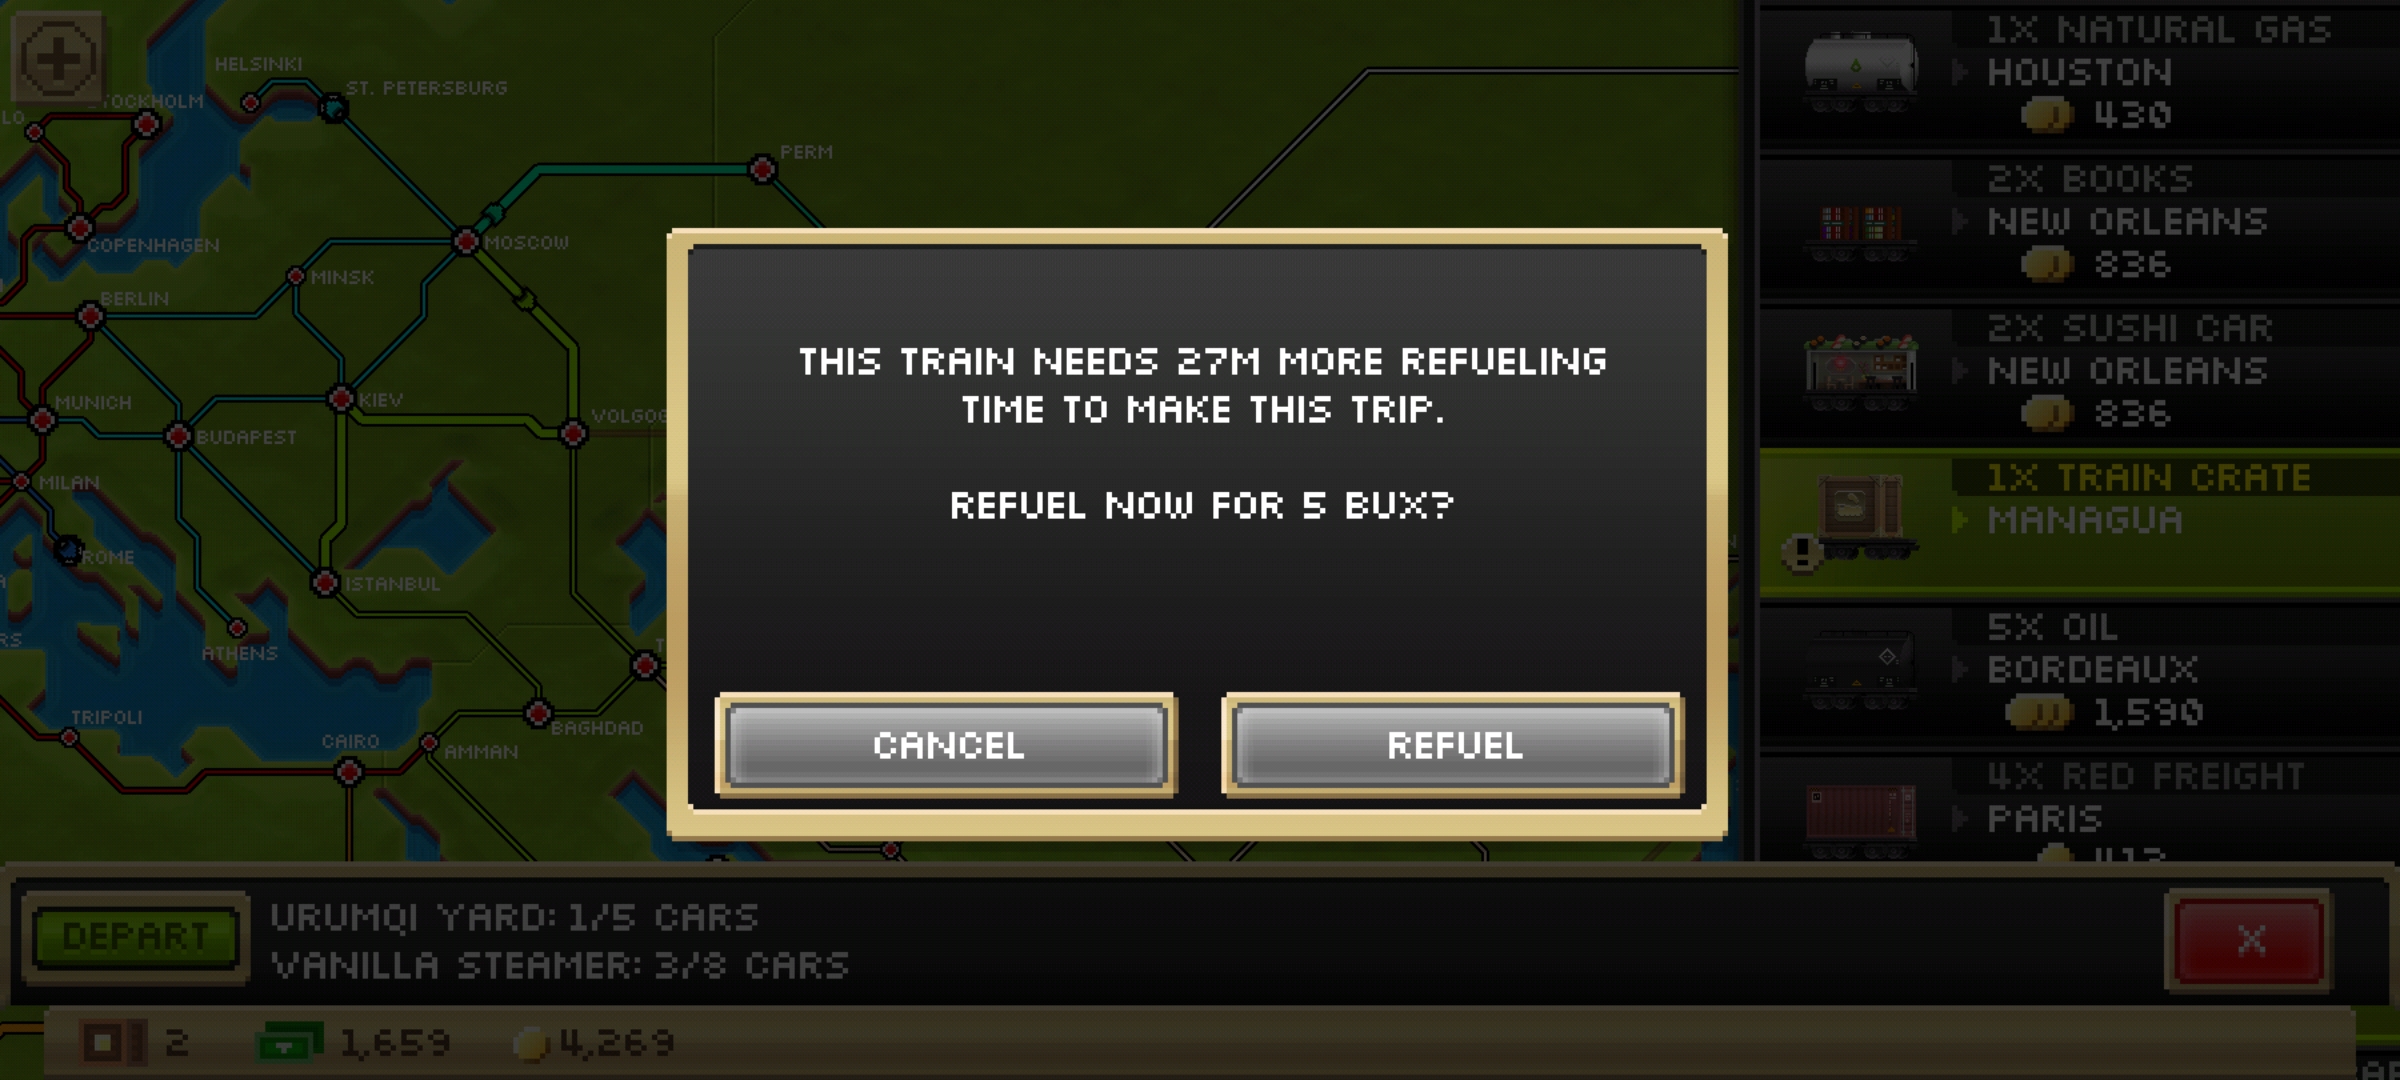 HELSINKI
ST. PETERSBURG
STOCKHOLM
LO
PERM
COPENHAGEN
MOSCOW
MINSK
BERLIN
MUNICH
KIEV
VOLGOG
BUDAPEST
MILAN
ROME
ISTANBUL
RS
ATHENS
TRIPOLI
CAIRO
AMMAN
BAGHDAD
THIS TRAIN NEEDS 27M MORE REFUELING
TIME TO MAKE THIS TRIP.
REFUEL NOW FOR 5 BUX?
CANCEL
REFUEL
1X NATURAL GAS
HOUSTON
430
2X BOOKS
NEW ORLEANS
836
2X SUSHI CAR
NEW ORLEANS
836
1X TRAIN CRATE
MANAGUA
5X OIL
BORDEAUX
1,590
4X RED FREIGHT
PARIS
DEPART
URUMQI YARD: 1/5 CARS
VANILLA STEAMER: 3/8 CARS
X
2
1,659
4,269